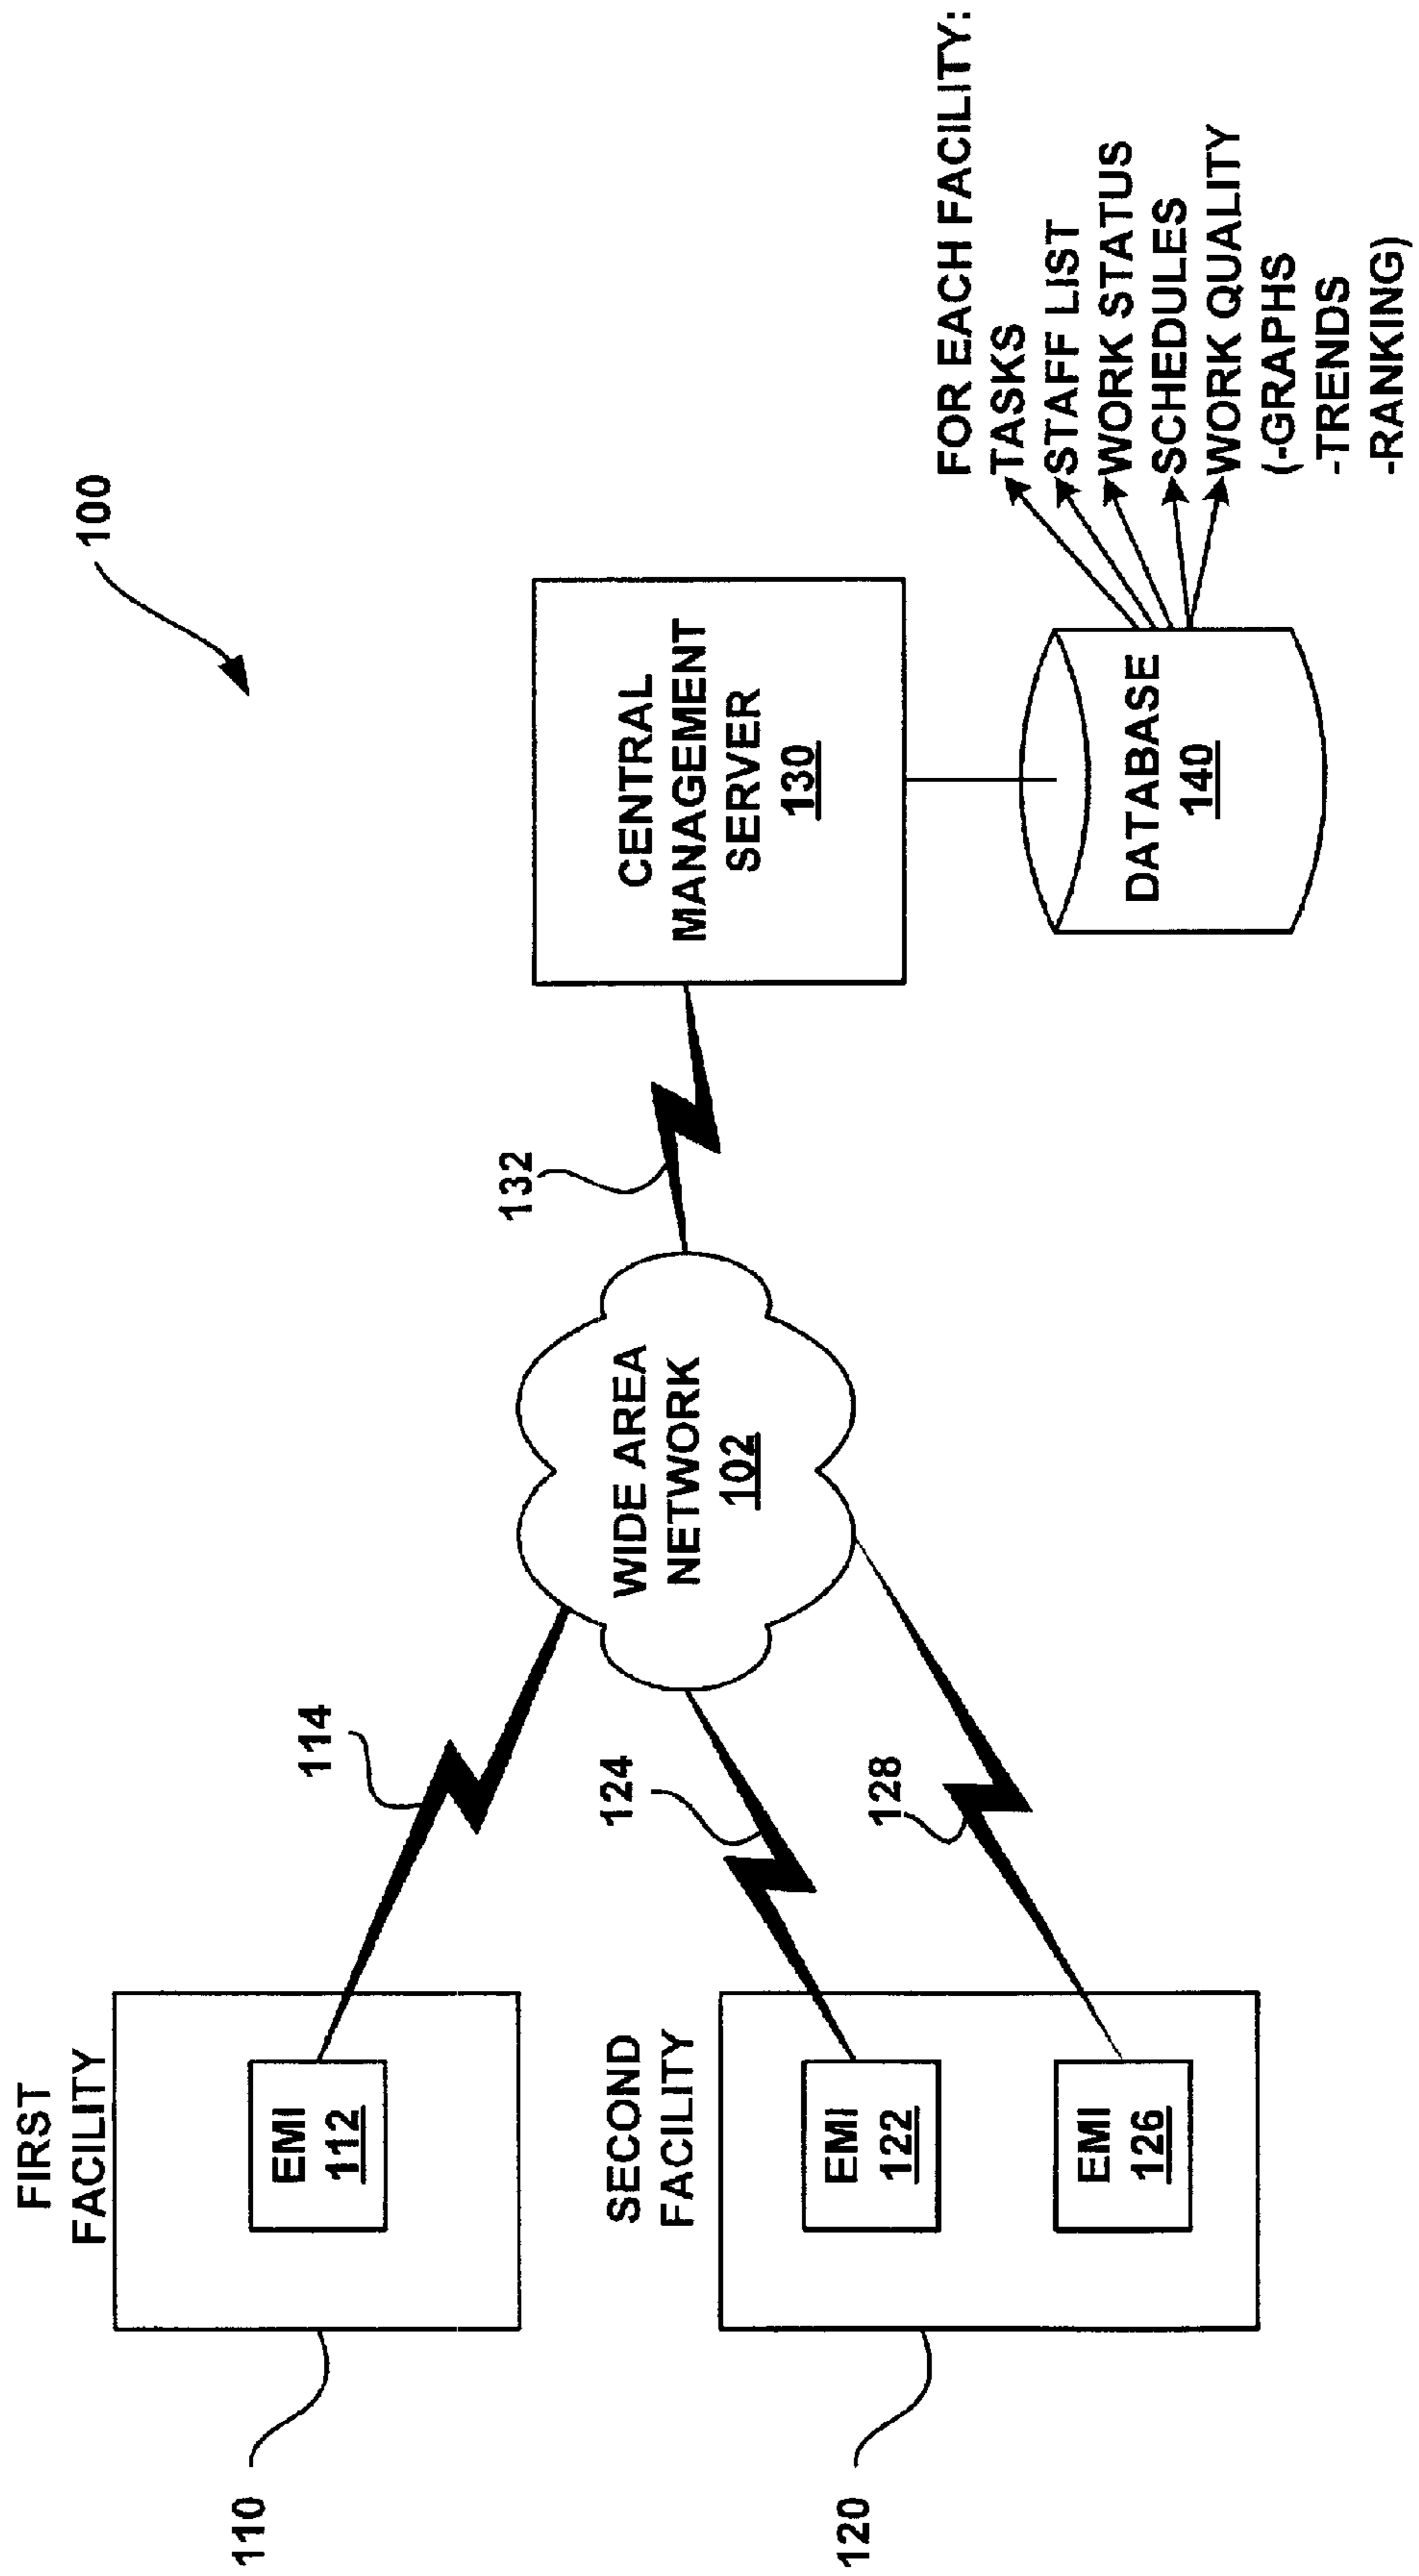 100
FIRST
FACILITY
EMI
112
110
114
SECOND
FACILITY
EMI
122
EMI
126
120
124
128
WIDE AREA
NETWORK
102
132
CENTRAL
MANAGEMENT
SERVER
130
DATABASE
140
FOR EACH FACILITY:
TASKS
STAFF LIST
WORK STATUS
SCHEDULES
WORK QUALITY
(-GRAPHS
-TRENDS
-RANKING)